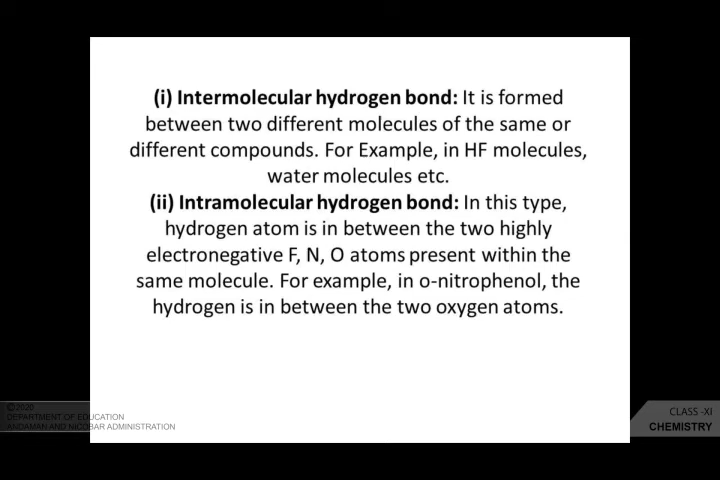 (i) Intermolecular hydrogen bond: It is formed
between two different molecules of the same or
different compounds. For Example, in HF molecules,
water molecules etc.
(ii) Intramolecular hydrogen bond: In this type,
hydrogen atom is in between the two highly
electronegative F, N, O atoms present within the
same molecule. For example, in o-nitrophenol, the
hydrogen is in between the two oxygen atoms.
©2020
DEPARTMENT OF EDUCATION
ANDAMAN AND NICOBAR ADMINISTRATION
CLASS -XI
CHEMISTRY